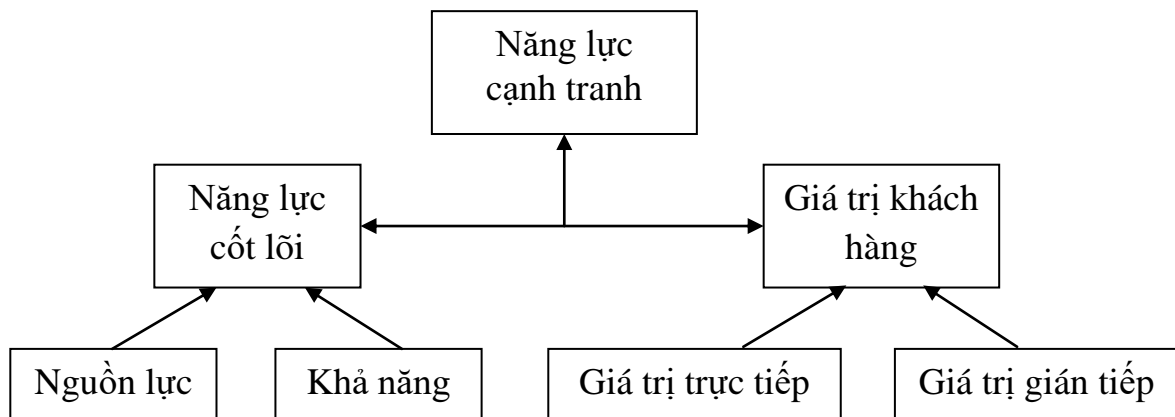 Năng lực
cạnh tranh
Năng lực
cốt lõi
Giá trị khách
hàng
Nguồn lực
Khả năng
Giá trị trực tiếp
Giá trị gián tiếp